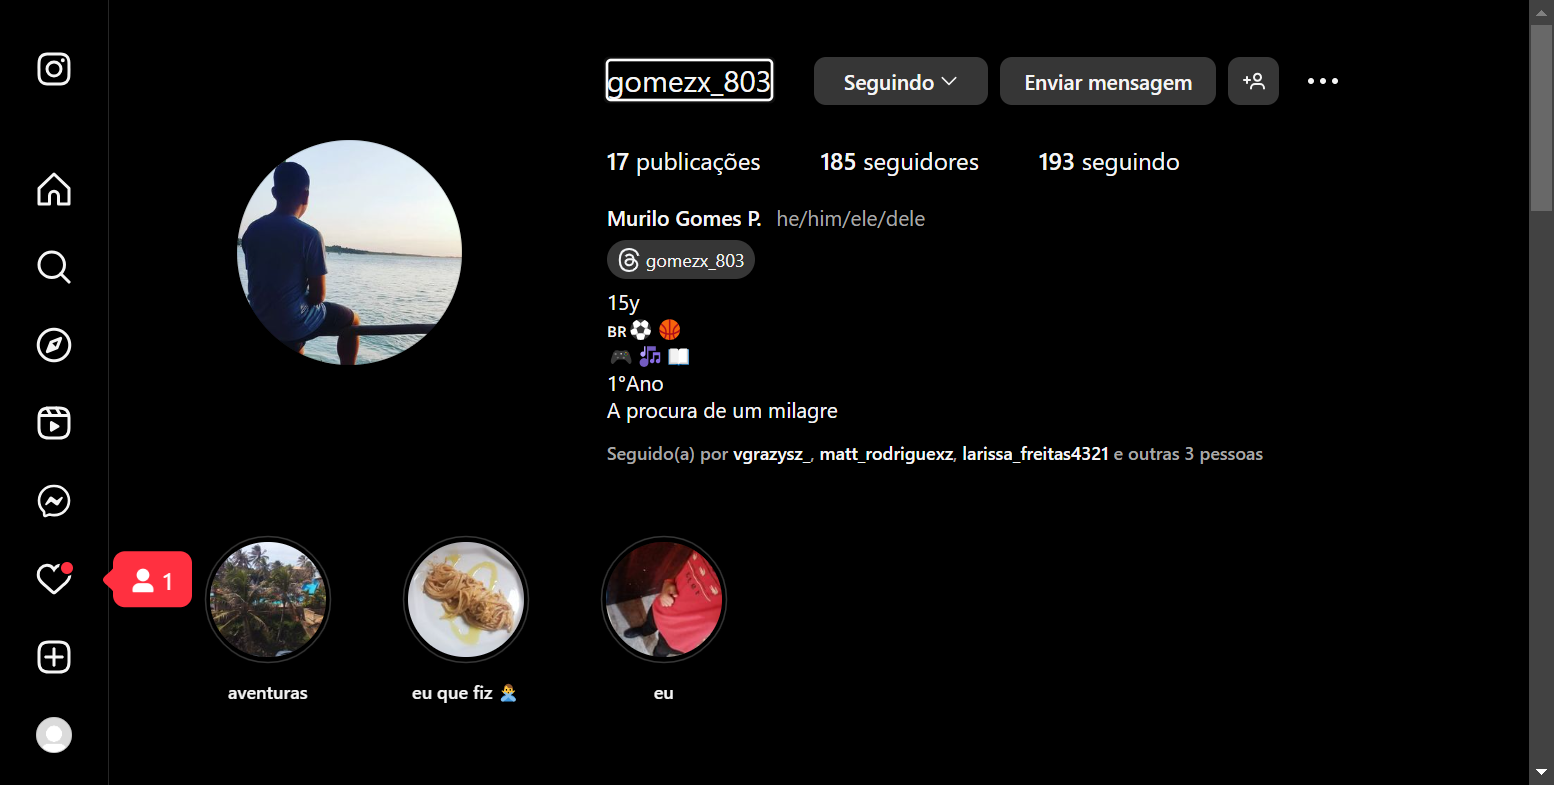 gomezx_803 Seguindo Enviar mensagem
17 publicações 185 seguidores 193 seguindo
Murilo Gomes P. he/him/ele/dele
gomezx_803
15y
BR⚽ 🏀
🎮 🎶 📖
1°Ano
A procura de um milagre
Seguido(a) por vgrazysz_, matt_rodriguexz, larissa_freitas4321 e outras 3 pessoas
1
aventuras eu que fiz 🤷‍♂️ eu